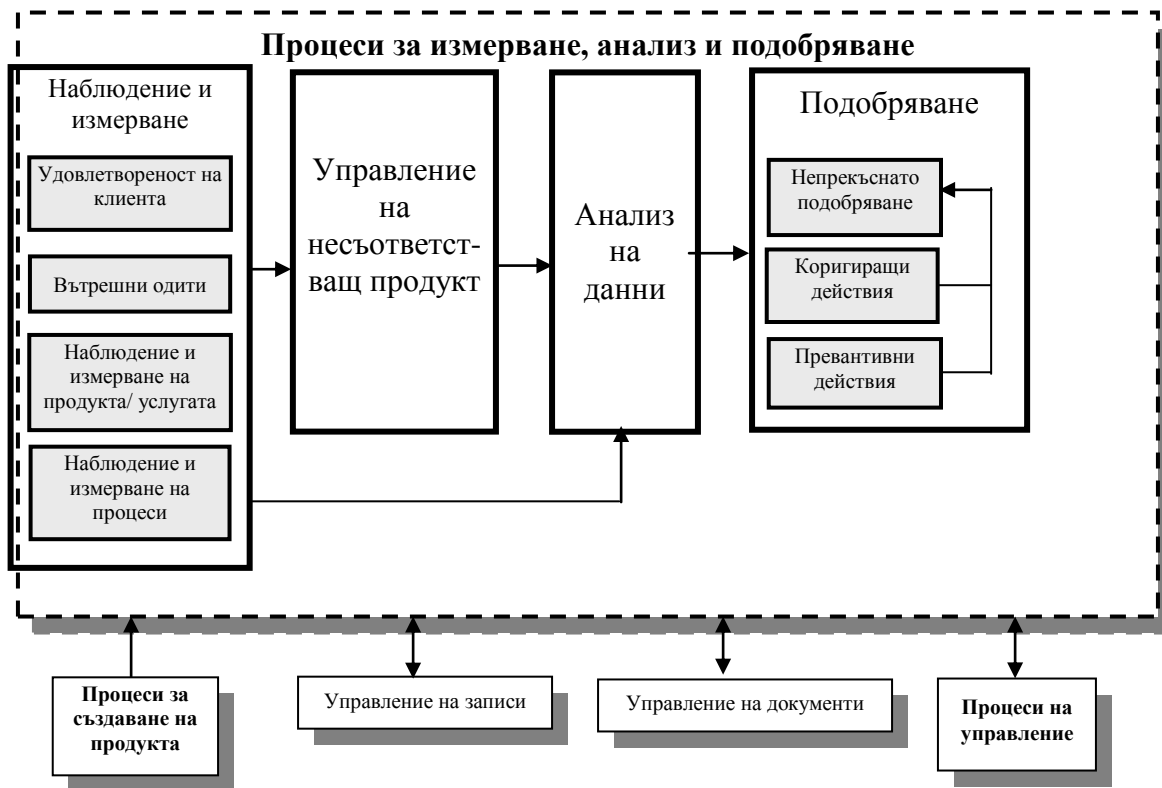 Процеси за измерване, анализ и подобряване
Наблюдение и
измерване
Удовлетвореност на
клиента
Вътрешни одити
Наблюдение и
измерване на
продукта/ услугата
Наблюдение и
измерване на
процеси
Управление
на
несъответст-
ващ продукт
Анализ
на
данни
Подобряване
Непрекъснато
подобряване
Коригиращи
действия
Превантивни
действия
Процеси за
създаване на
продукта
Управление на записи
Управление на документи
Процеси на
управление